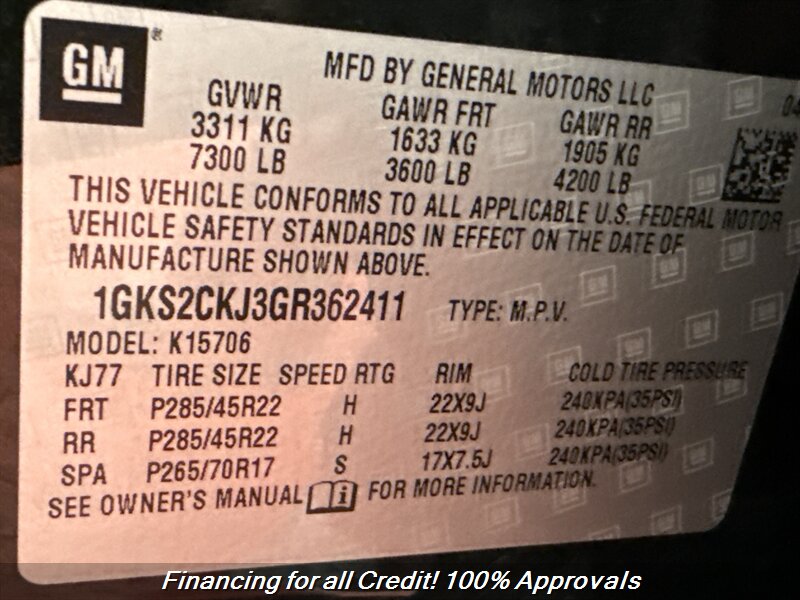 GM
MFD BY GENERAL MOTORS LLC
04
GVWR GAWR FRT GAWR RR
3311 KG 1633 KG 1905 KG
7300 LB 3600 LB 4200 LB
THIS VEHICLE CONFORMS TO ALL APPLICABLE U.S. FEDERAL MOTOR
VEHICLE SAFETY STANDARDS IN EFFECT ON THE DATE OF
MANUFACTURE SHOWN ABOVE.
1GKS2CKJ3GR362411 TYPE: M.P.V.
MODEL: K15706
KJ77 TIRE SIZE SPEED RTG RIM COLD TIRE PRESSURE
FRT P285/45R22 H 22X9J 240KPA(35PSI)
RR P285/45R22 H 22X9J 240KPA(35PSI)
SPA P265/70R17 S 17X7.5J 240KPA(35PSI)
SEE OWNER'S MANUAL FOR MORE INFORMATION.
Financing for all Credit! 100% Approvals